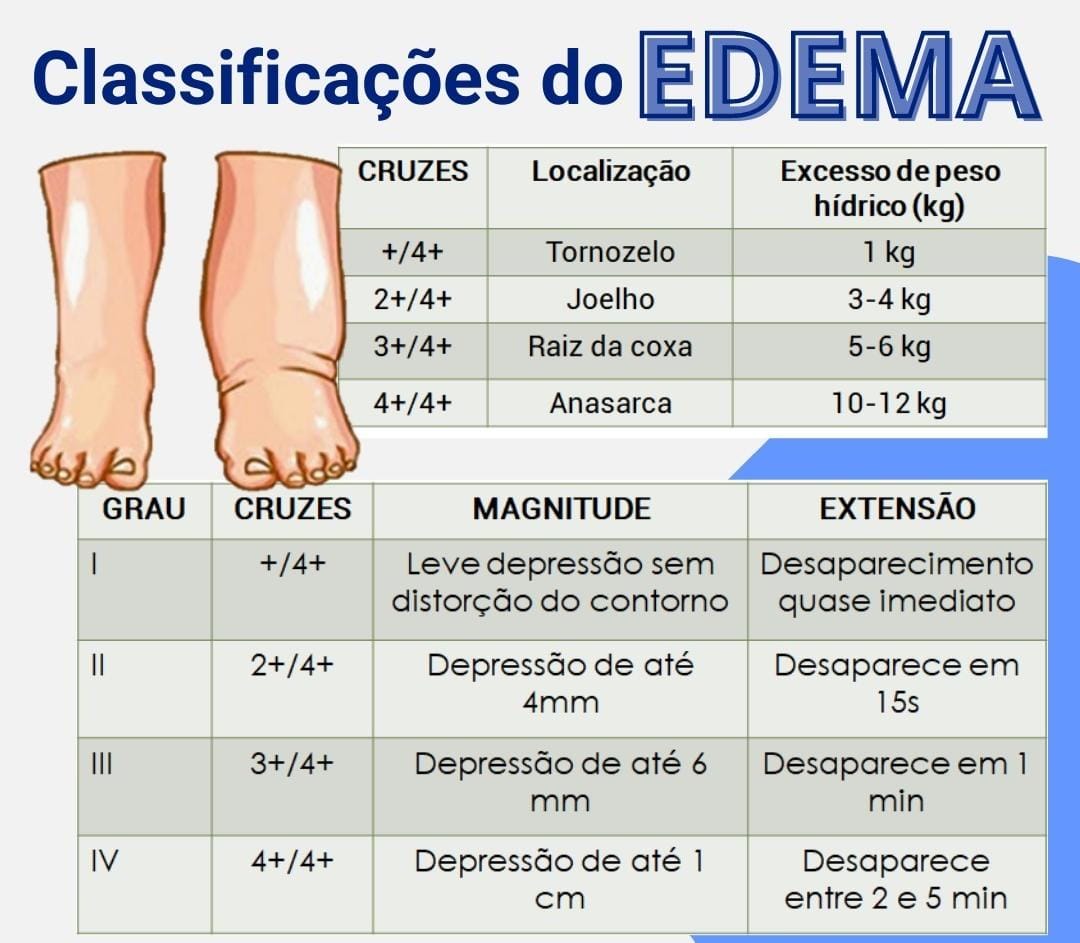 Classificações do EDEMA
CRUZES Localização Excesso de peso
hídrico (kg)
+/4+ Tornozelo 1 kg
2+/4+ Joelho 3-4 kg
3+/4+ Raiz da coxa 5-6 kg
4+/4+ Anasarca 10-12 kg
GRAU CRUZES MAGNITUDE EXTENSÃO
I +/4+ Leve depressão sem Desaparecimento
distorção do contorno quase imediato
II 2+/4+ Depressão de até Desaparece em
4mm 15s
III 3+/4+ Depressão de até 6 Desaparece em 1
mm min
IV 4+/4+ Depressão de até 1 Desaparece
cm entre 2 e 5 min